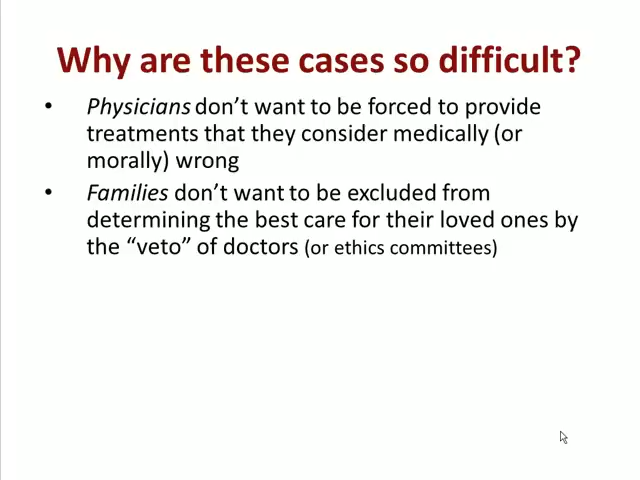 Why are these cases so difficult?
• Physicians don't want to be forced to provide
treatments that they consider medically (or
morally) wrong
• Families don't want to be excluded from
determining the best care for their loved ones by
the “veto” of doctors (or ethics committees)